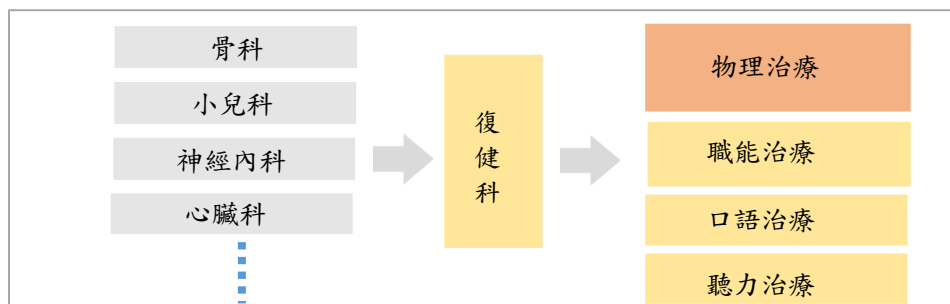 骨科
小兒科
神經內科
心臟科
復健科
物理治療
職能治療
口語治療
聽力治療